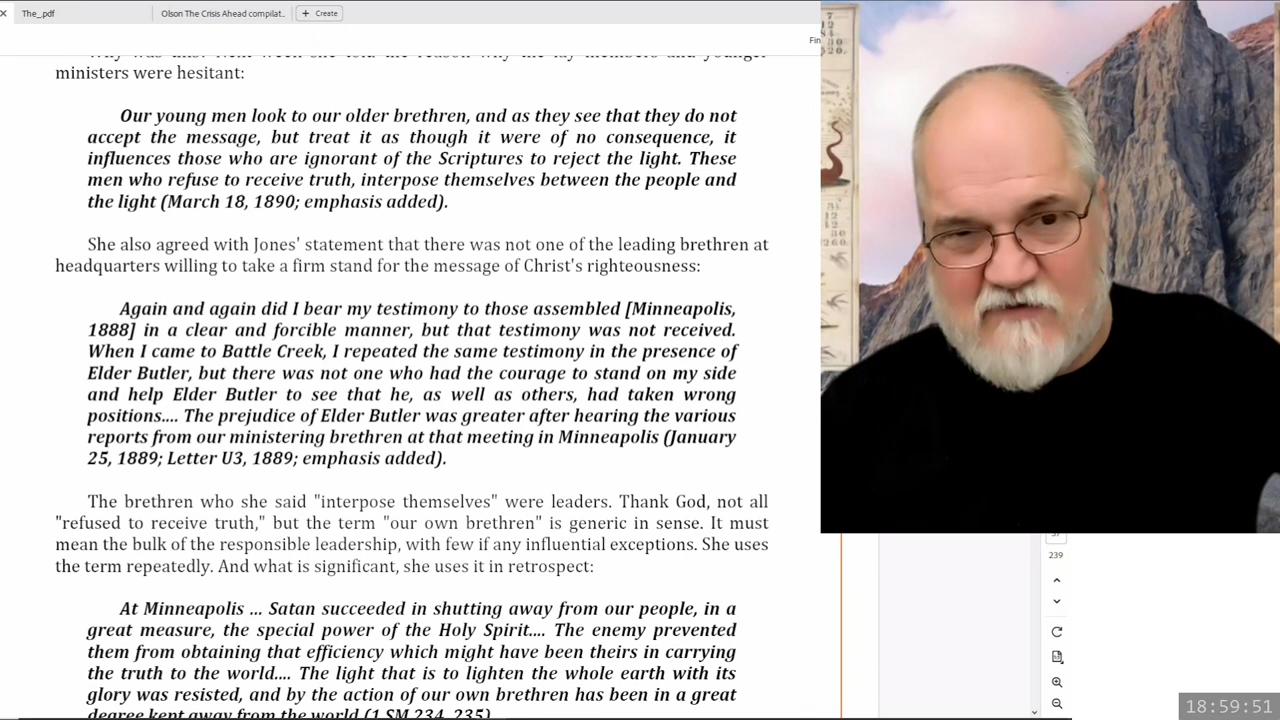 The_.pdf
Olson The Crisis Ahead compilat..
+ Create
Fin
ministers were hesitant:
Our young men look to our older brethren, and as they see that they do not
accept the message, but treat it as though it were of no consequence, it
influences those who are ignorant of the Scriptures to reject the light. These
men who refuse to receive truth, interpose themselves between the people and
the light (March 18, 1890; emphasis added).
She also agreed with Jones' statement that there was not one of the leading brethren at
headquarters willing to take a firm stand for the message of Christ's righteousness:
Again and again did I bear my testimony to those assembled [Minneapolis,
1888] in a clear and forcible manner, but that testimony was not received.
When I came to Battle Creek, I repeated the same testimony in the presence of
Elder Butler, but there was not one who had the courage to stand on my side
and help Elder Butler to see that he, as well as others, had taken wrong
positions.... The prejudice of Elder Butler was greater after hearing the various
reports from our ministering brethren at that meeting in Minneapolis (January
25, 1889; Letter U3, 1889; emphasis added).
The brethren who she said "interpose themselves" were leaders. Thank God, not all
"refused to receive truth," but the term "our own brethren" is generic in sense. It must
mean the bulk of the responsible leadership, with few if any influential exceptions. She uses
the term repeatedly. And what is significant, she uses it in retrospect:
At Minneapolis ... Satan succeeded in shutting away from our people, in a
great measure, the special power of the Holy Spirit.... The enemy prevented
them from obtaining that efficiency which might have been theirs in carrying
the truth to the world.... The light that is to lighten the whole earth with its
glory was resisted, and by the action of our own brethren has been in a great
degree kept away from the world (1 SM 234, 235).
239
18:59:51